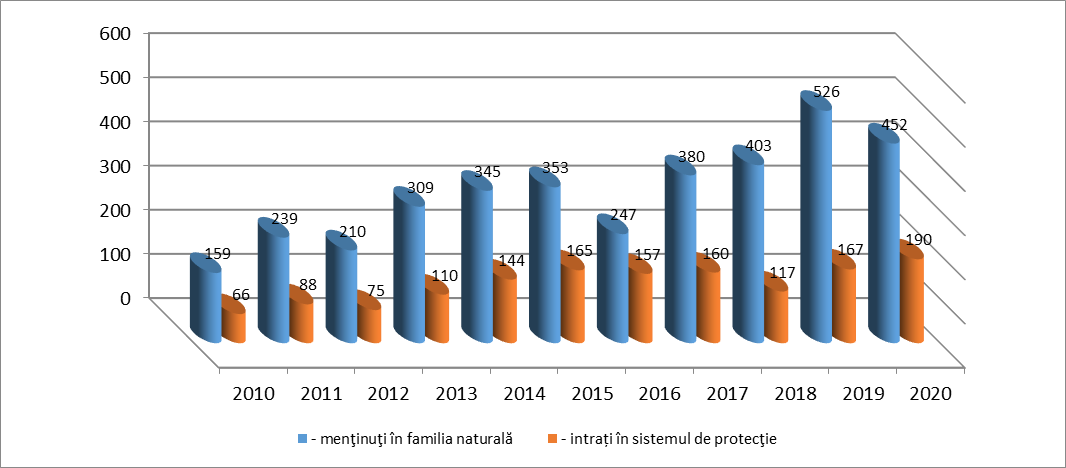 600
500
400
300
200
100
0
159 239 210 309 345 353 247 380 403 526 452
66 88 75 110 144 165 157 160 117 167 190
2010 2011 2012 2013 2014 2015 2016 2017 2018 2019 2020
- menţinuţi în familia naturală - intrați în sistemul de protecţie